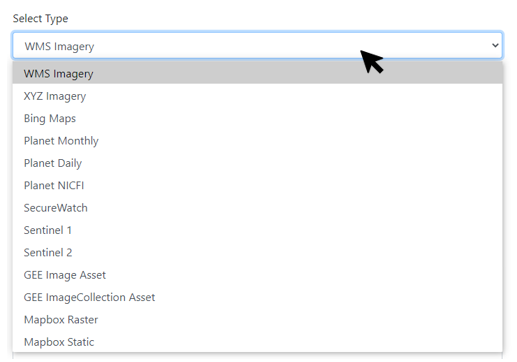 Select Type
WMS Imagery
WMS Imagery
XYZ Imagery
Bing Maps
Planet Monthly
Planet Daily
Planet NICFI
SecureWatch
Sentinel 1
Sentinel 2
GEE Image Asset
GEE ImageCollection Asset
Mapbox Raster
Mapbox Static